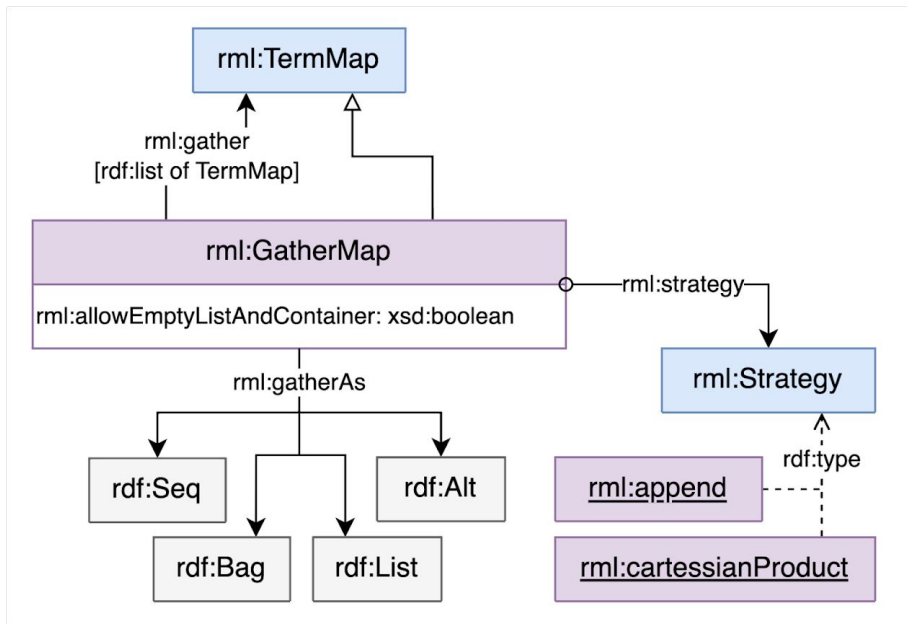 rml:TermMap
rml:gather
[rdf:list of TermMap]
rml:GatherMap
rml:allowEmptyListAndContainer: xsd:boolean
rml:strategy
rml:Strategy
rml:gatherAs
rdf:Seq
rdf:Alt
rdf:Bag
rdf:List
rdf:type
rml:append
rml:cartessianProduct